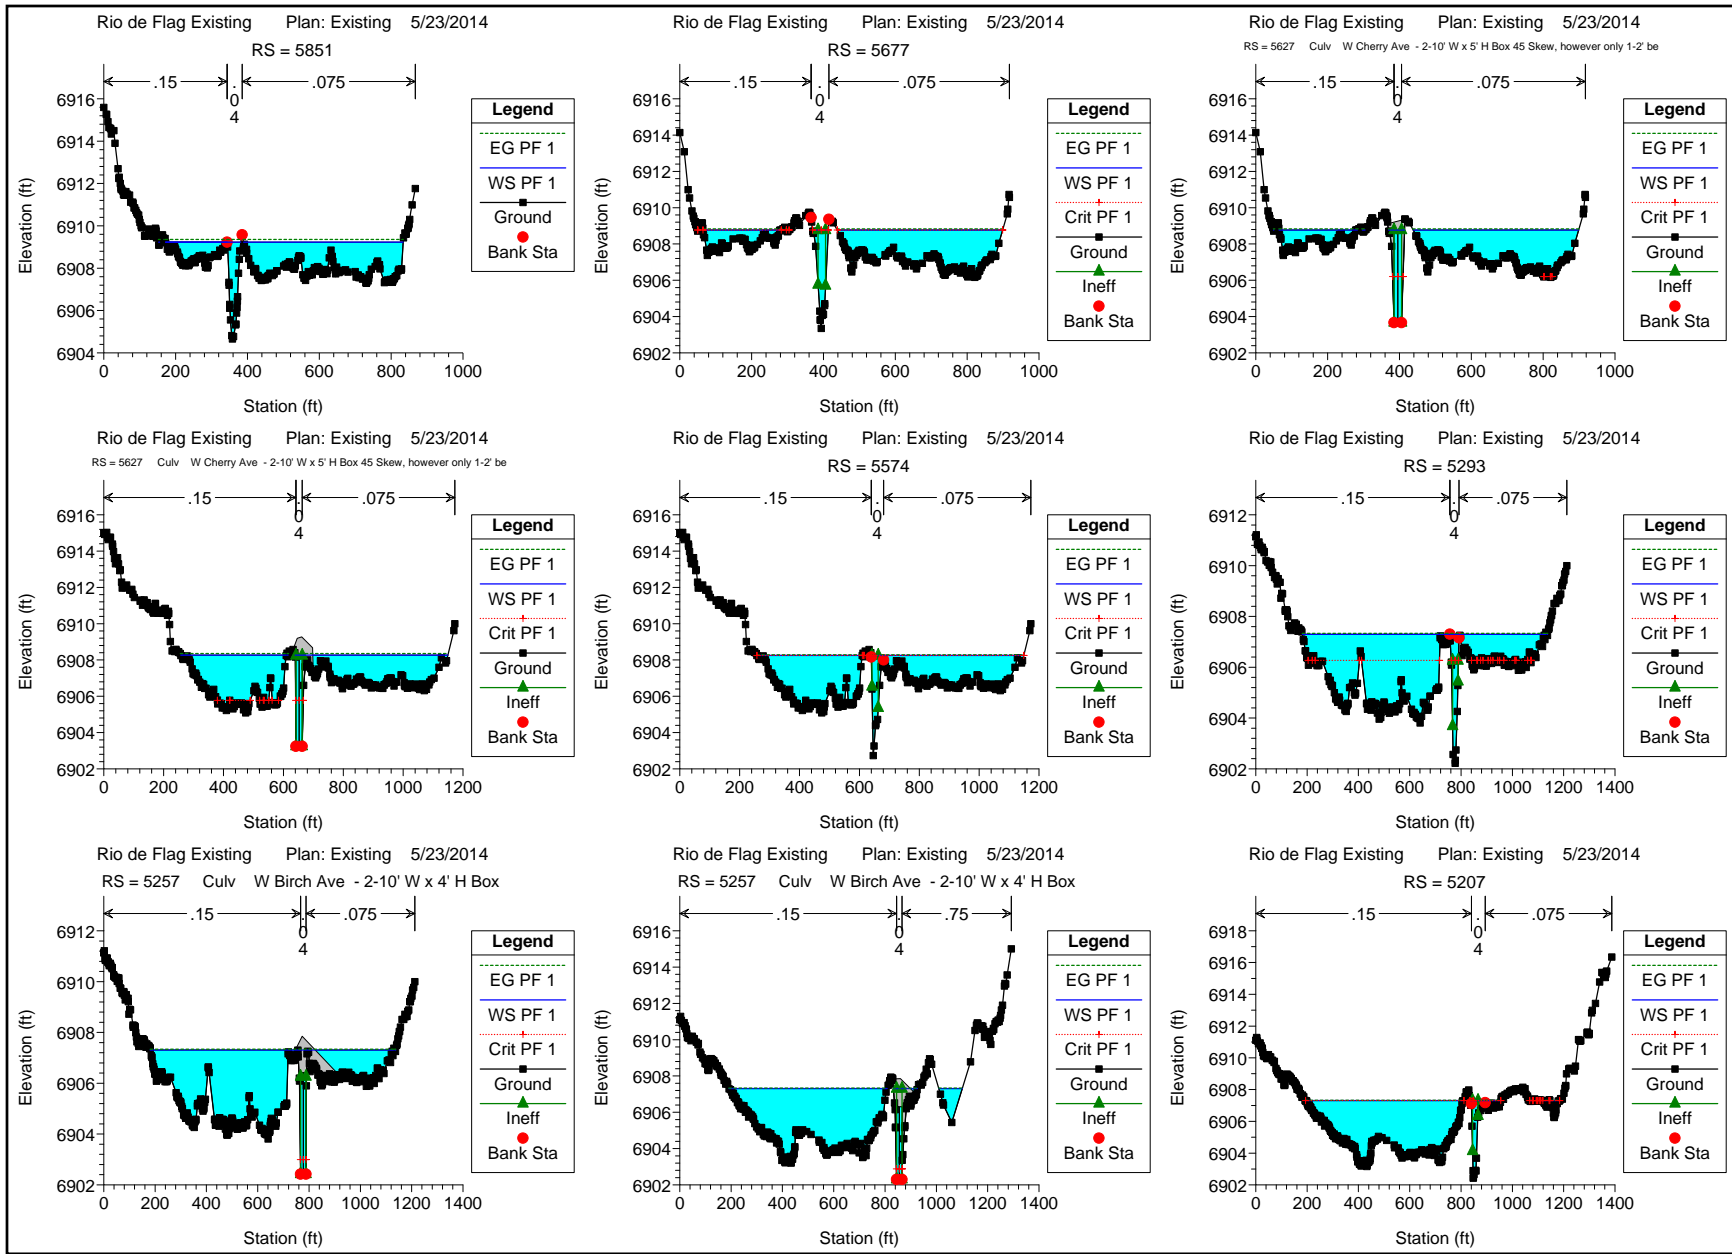 Rio de Flag Existing Plan: Existing 5/23/2014
RS = 5851
.15
.04
.075
Elevation (ft)
6916
6914
6912
6910
6908
6906
6904
0 200 400 600 800 1000
Station (ft)
Legend
EG PF 1
WS PF 1
Ground
Bank Sta
Rio de Flag Existing Plan: Existing 5/23/2014
RS = 5677
.15
.04
.075
Elevation (ft)
6916
6914
6912
6910
6908
6906
6904
6902
0 200 400 600 800 1000
Station (ft)
Legend
EG PF 1
WS PF 1
Crit PF 1
Ground
Ineff
Bank Sta
Rio de Flag Existing Plan: Existing 5/23/2014
RS = 5627 Culv W Cherry Ave - 2-10' W x 5' H Box 45 Skew, however only 1-2' be
.15
.04
.075
Elevation (ft)
6916
6914
6912
6910
6908
6906
6904
6902
0 200 400 600 800 1000
Station (ft)
Legend
EG PF 1
WS PF 1
Crit PF 1
Ground
Ineff
Bank Sta
Rio de Flag Existing Plan: Existing 5/23/2014
RS = 5627 Culv W Cherry Ave - 2-10' W x 5' H Box 45 Skew, however only 1-2' be
.15
.04
.075
Elevation (ft)
6916
6914
6912
6910
6908
6906
6904
6902
0 200 400 600 800 1000 1200
Station (ft)
Legend
EG PF 1
WS PF 1
Crit PF 1
Ground
Ineff
Bank Sta
Rio de Flag Existing Plan: Existing 5/23/2014
RS = 5574
.15
.04
.075
Elevation (ft)
6916
6914
6912
6910
6908
6906
6904
6902
0 200 400 600 800 1000 1200
Station (ft)
Legend
EG PF 1
WS PF 1
Crit PF 1
Ground
Ineff
Bank Sta
Rio de Flag Existing Plan: Existing 5/23/2014
RS = 5293
.15
.04
.075
Elevation (ft)
6912
6910
6908
6906
6904
6902
0 200 400 600 800 1000 1200 1400
Station (ft)
Legend
EG PF 1
WS PF 1
Crit PF 1
Ground
Ineff
Bank Sta
Rio de Flag Existing Plan: Existing 5/23/2014
RS = 5257 Culv W Birch Ave - 2-10' W x 4' H Box
.15
.04
.075
Elevation (ft)
6912
6910
6908
6906
6904
6902
0 200 400 600 800 1000 1200 1400
Station (ft)
Legend
EG PF 1
WS PF 1
Crit PF 1
Ground
Ineff
Bank Sta
Rio de Flag Existing Plan: Existing 5/23/2014
RS = 5257 Culv W Birch Ave - 2-10' W x 4' H Box
.15
.04
.75
Elevation (ft)
6916
6914
6912
6910
6908
6906
6904
6902
0 200 400 600 800 1000 1200 1400
Station (ft)
Legend
EG PF 1
WS PF 1
Crit PF 1
Ground
Ineff
Bank Sta
Rio de Flag Existing Plan: Existing 5/23/2014
RS = 5207
.15
.04
.075
Elevation (ft)
6918
6916
6914
6912
6910
6908
6906
6904
6902
0 200 400 600 800 1000 1200 1400
Station (ft)
Legend
EG PF 1
WS PF 1
Crit PF 1
Ground
Ineff
Bank Sta